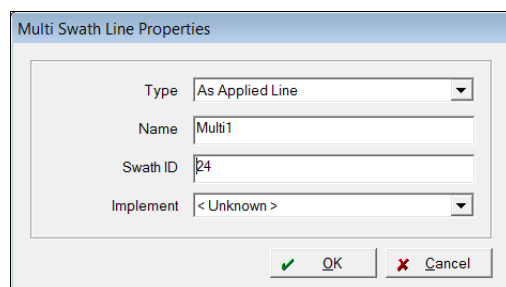 Multi Swath Line Properties
Type As Applied Line
Name Multi1
Swath ID 24
Implement < Unknown >
OK Cancel